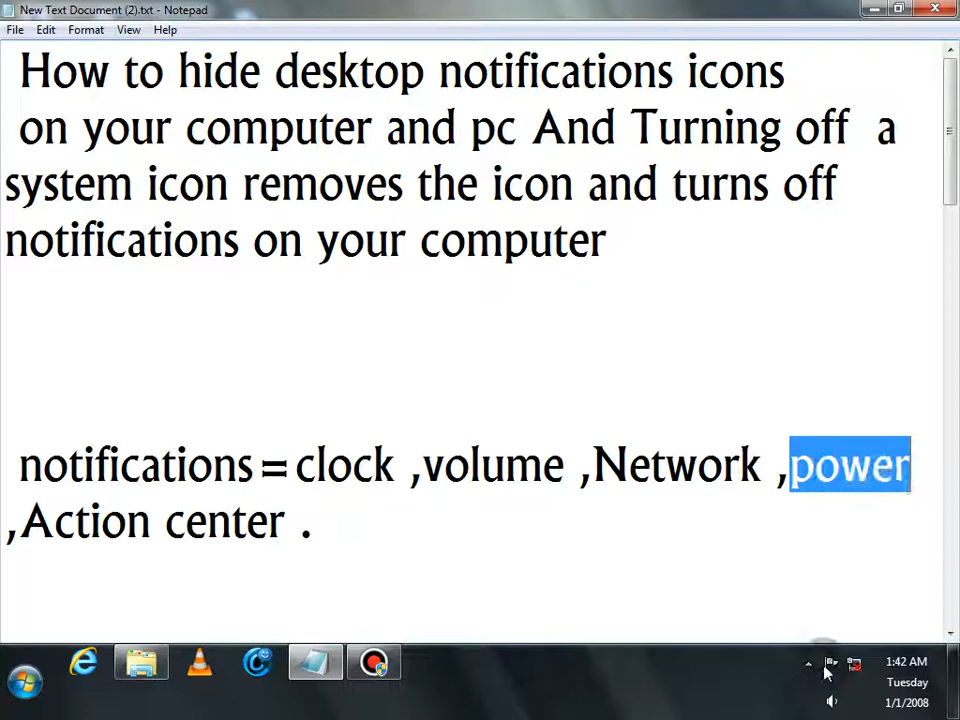 New Text Document (2).txt - Notepad
File Edit Format View Help
How to hide desktop notifications icons
on your computer and pc And Turning off a
system icon removes the icon and turns off
notifications on your computer
notifications=clock ,volume ,Network ,power
,Action center .
1:42 AM
Tuesday
1/1/2008